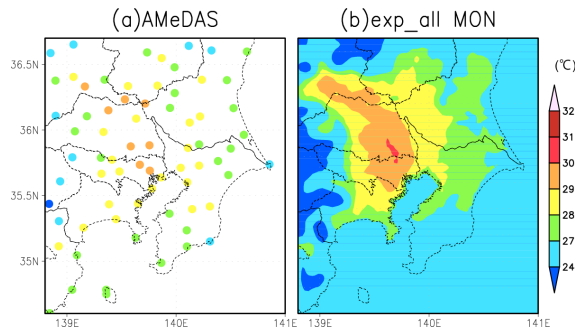 (a)AMeDAS
(b)exp_all MON
(℃)
36.5N
36N
35.5N
35N
139E
140E
141E
139E
140E
141E
32
31
30
29
28
27
24